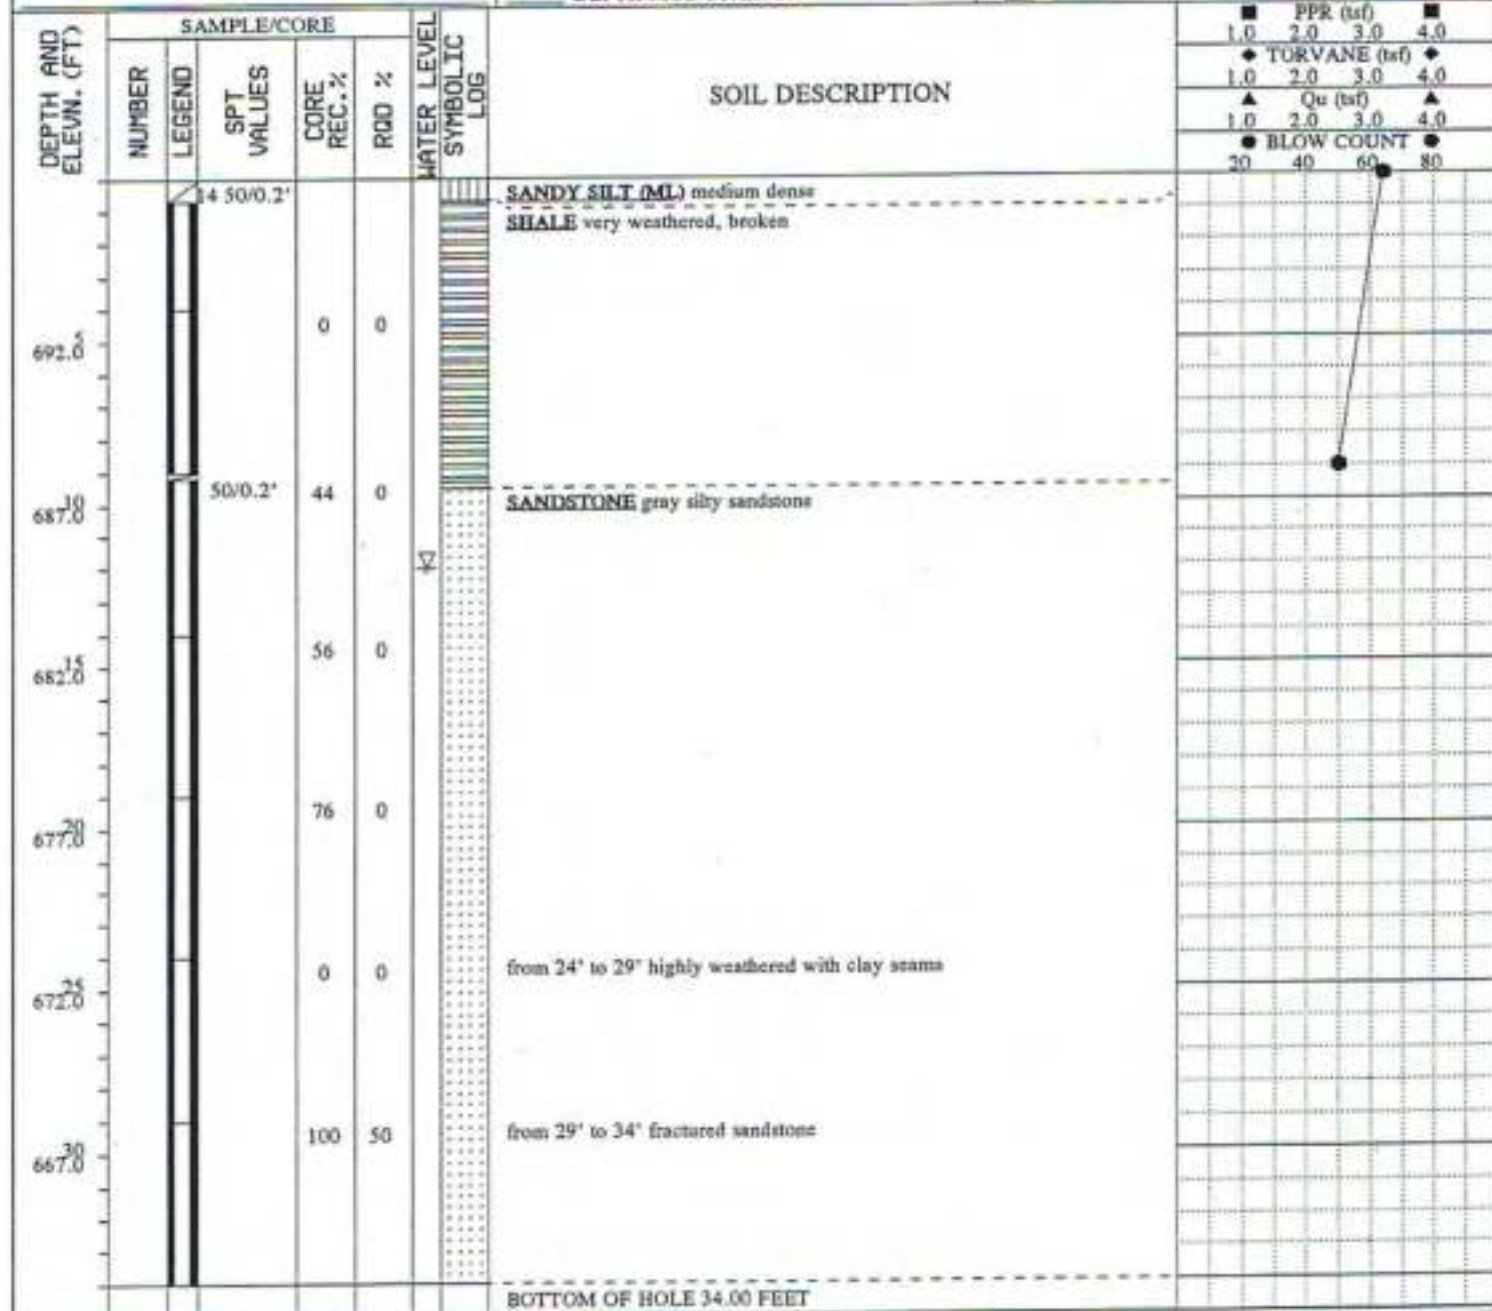 SAMPLE/CORE
DEPTH AND ELEVN. (FT)
NUMBER
LEGEND
SPT VALUES
CORE REC.%
RQD %
WATER LEVEL
SYMBOLIC LOG
SOIL DESCRIPTION
PPR (tsf)
1.0 2.0 3.0 4.0
TORVANE (tsf)
1.0 2.0 3.0 4.0
Qu (tsf)
1.0 2.0 3.0 4.0
BLOW COUNT
20 40 60 80
14 50/0.2'
SANDY SILT (ML) medium dense
SHALE very weathered, broken
0 0
5
692.0
50/0.2' 44 0
SANDSTONE gray silty sandstone
10
687.0
56 0
15
682.0
76 0
20
677.0
0 0
from 24' to 29' highly weathered with clay seams
25
672.0
100 50
from 29' to 34' fractured sandstone
30
667.0
BOTTOM OF HOLE 34.00 FEET